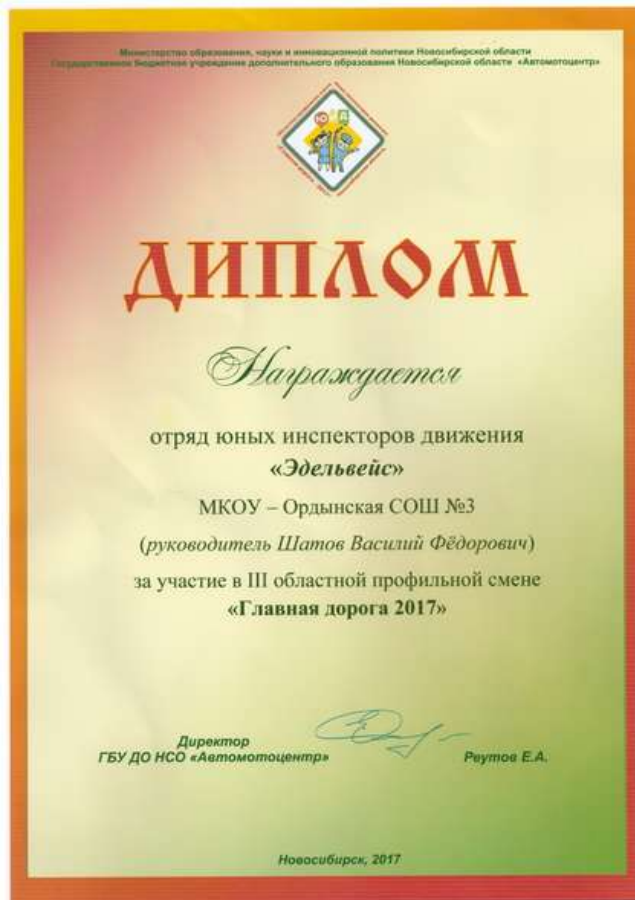 Министерство образования, науки и инновационной политики Новосибирской области
Государственное бюджетное учреждение дополнительного образования Новосибирской области «Автомотоцентр»
ДИПЛОМ
Награждается
отряд юных инспекторов движения
«Эдельвейс»
МКОУ – Ордынская СОШ №3
(руководитель Шатов Василий Фёдорович)
за участие в III областной профильной смене
«Главная дорога 2017»
Директор
ГБУ ДО НСО «Автомотоцентр» Реутов Е.А.
Новосибирск, 2017